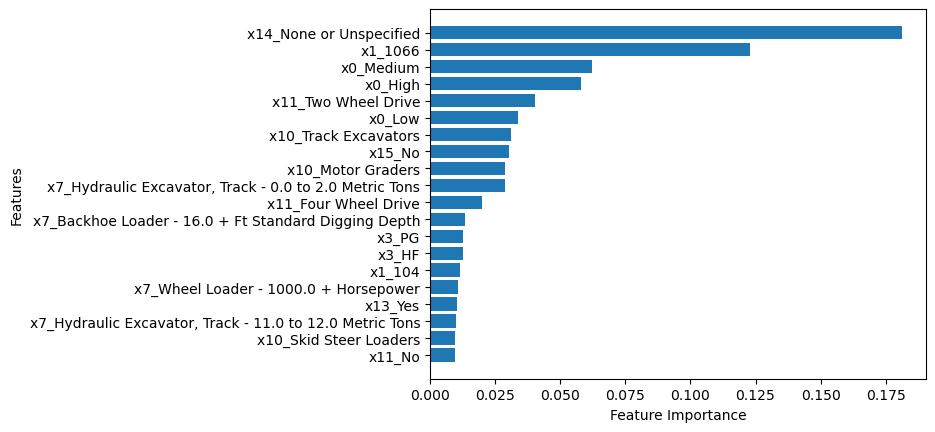 x14_None or Unspecified
x1_1066
x0_Medium
x0_High
x11_Two Wheel Drive
x0_Low
x10_Track Excavators
x15_No
x10_Motor Graders
x7_Hydraulic Excavator, Track - 0.0 to 2.0 Metric Tons
x11_Four Wheel Drive
x7_Backhoe Loader - 16.0 + Ft Standard Digging Depth
x3_PG
x3_HF
x1_104
x7_Wheel Loader - 1000.0 + Horsepower
x13_Yes
x7_Hydraulic Excavator, Track - 11.0 to 12.0 Metric Tons
x10_Skid Steer Loaders
x11_No
Features
0.000 0.025 0.050 0.075 0.100 0.125 0.150 0.175
Feature Importance